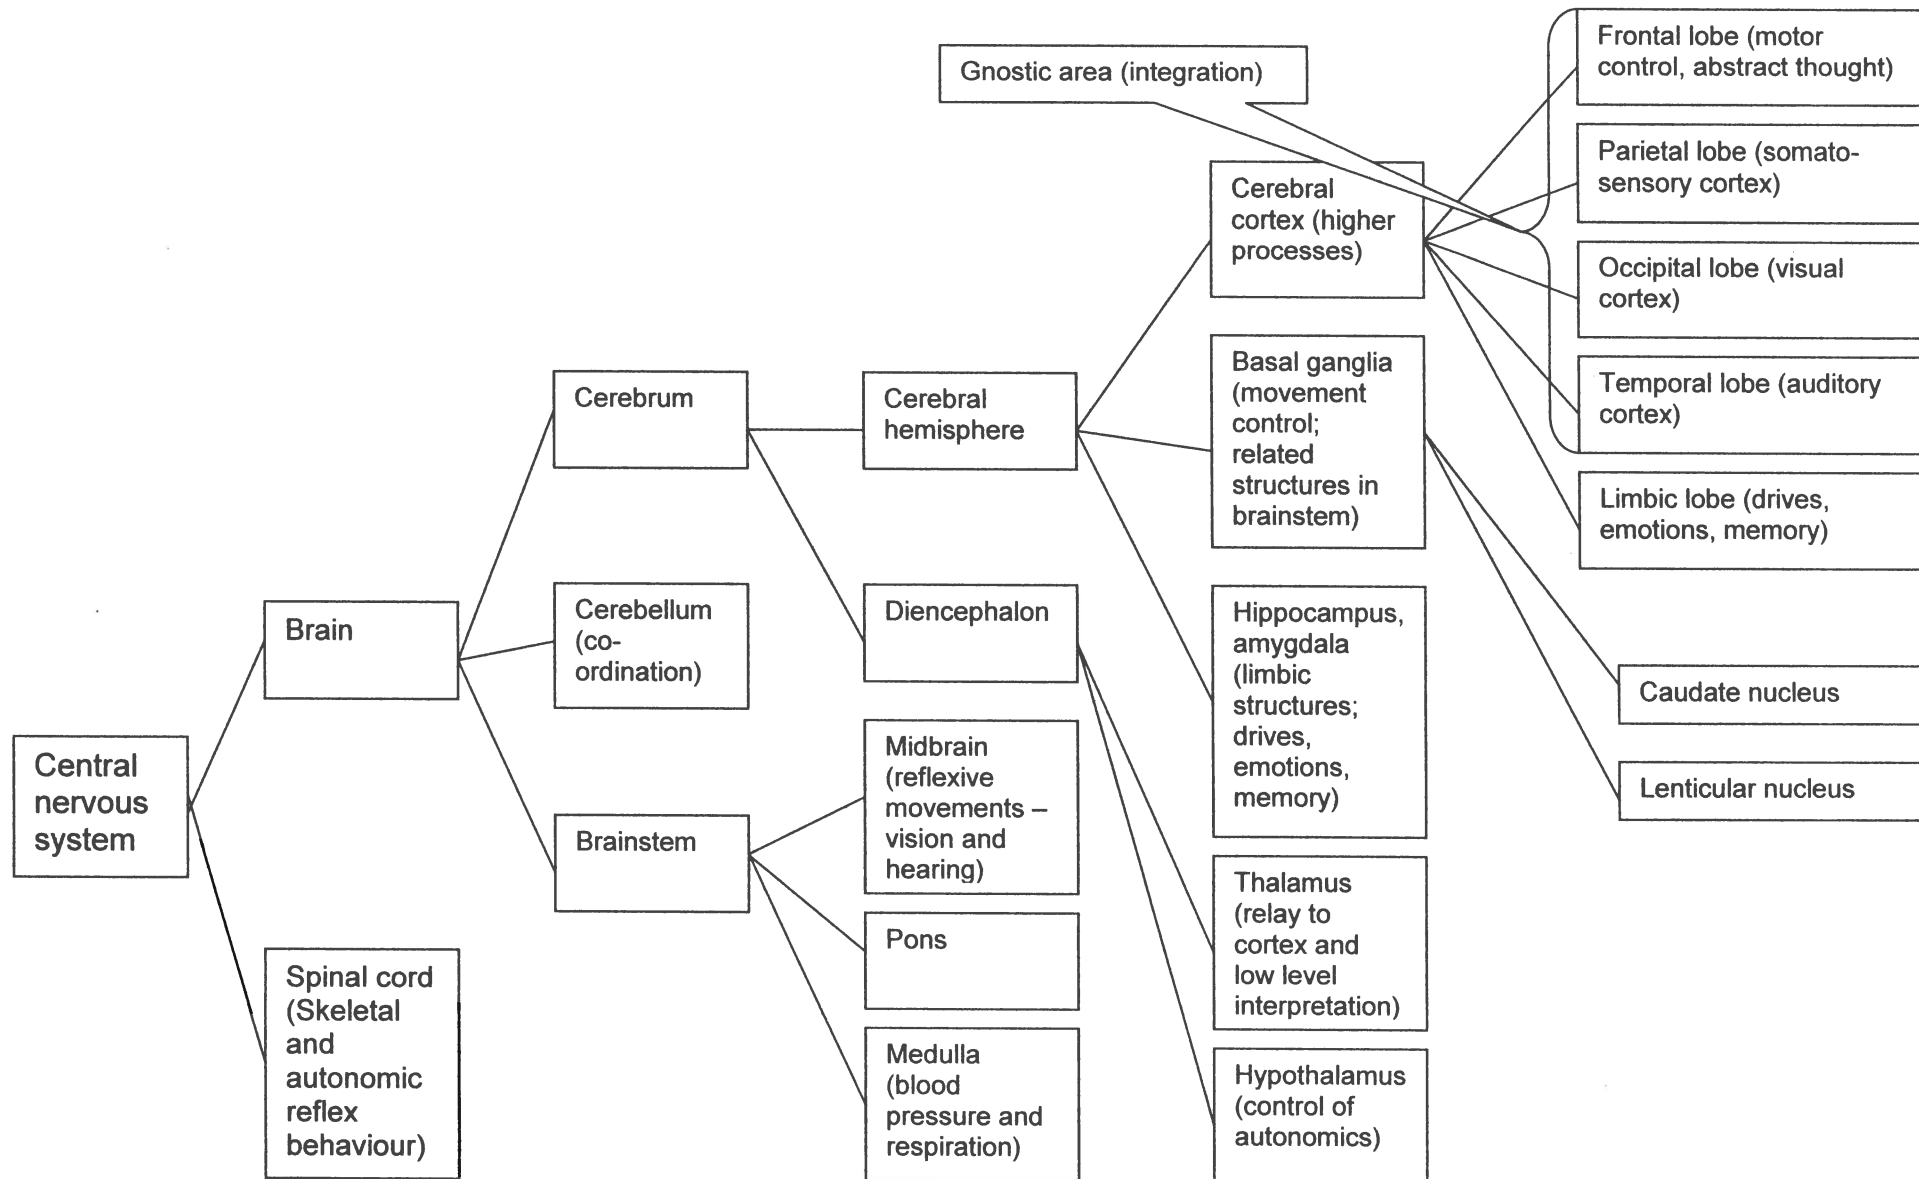 Gnostic area (integration)
Frontal lobe (motor
control, abstract thought)
Parietal lobe (somato-
sensory cortex)
Cerebral
cortex (higher
processes)
Occipital lobe (visual
cortex)
Temporal lobe (auditory
cortex)
Limbic lobe (drives,
emotions, memory)
Basal ganglia
(movement
control;
related
structures in
brainstem)
Cerebrum
Cerebral
hemisphere
Brain
Cerebellum
(co-
ordination)
Diencephalon
Hippocampus,
amygdala
(limbic
structures;
drives,
emotions,
memory)
Caudate nucleus
Lenticular nucleus
Central
nervous
system
Brainstem
Midbrain
(reflexive
movements –
vision and
hearing)
Thalamus
(relay to
cortex and
low level
interpretation)
Pons
Spinal cord
(Skeletal
and
autonomic
reflex
behaviour)
Medulla
(blood
pressure and
respiration)
Hypothalamus
(control of
autonomics)